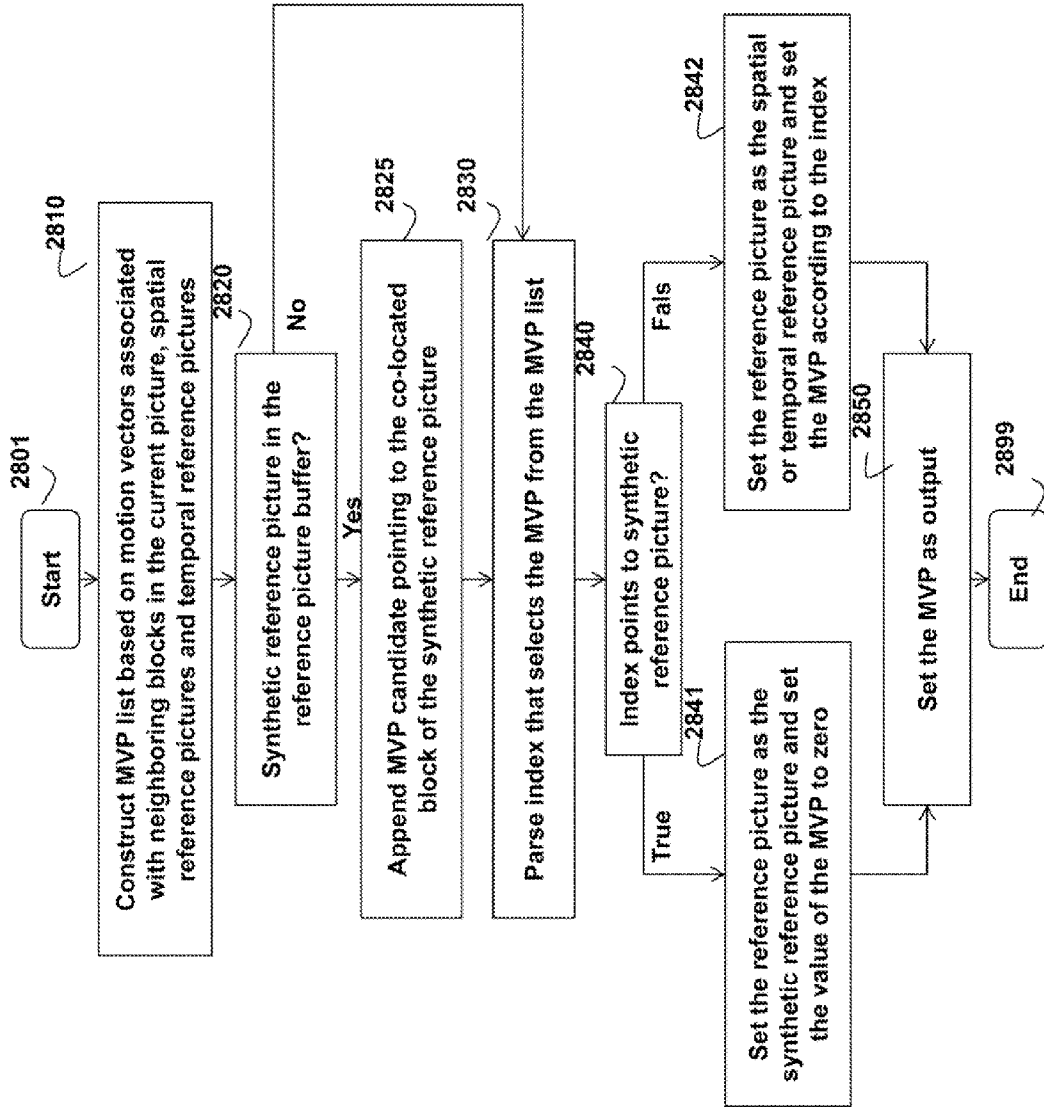 2801
Start
2810
Construct MVP list based on motion vectors associated
with neighboring blocks in the current picture, spatial
reference pictures and temporal reference pictures
2820
Synthetic reference picture in the
reference picture buffer?
No
Yes
2825
Append MVP candidate pointing to the co-located
block of the synthetic reference picture
2830
Parse index that selects the MVP from the MVP list
2840
Index points to synthetic
reference picture?
True
Fals
2841
Set the reference picture as the
synthetic reference picture and set
the value of the MVP to zero
2842
Set the reference picture as the spatial
or temporal reference picture and set
the MVP according to the index
2850
Set the MVP as output
2899
End